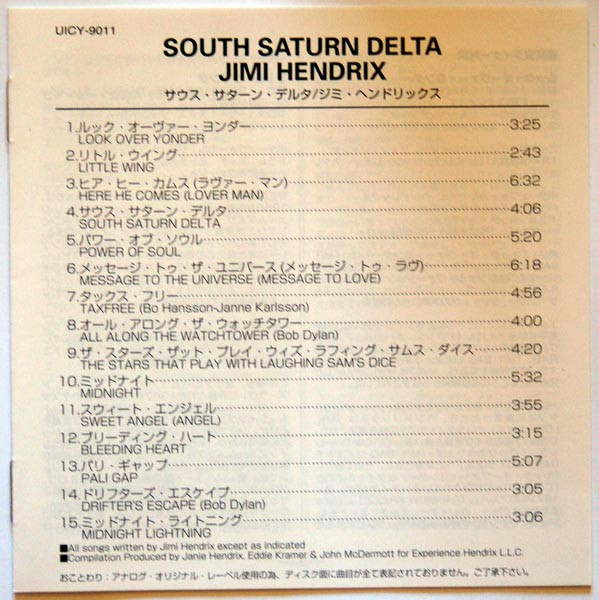 UICY-9011
SOUTH SATURN DELTA
JIMI HENDRIX
サウス・サターン・デルタ/ジミ・ヘンドリックス
1.ルック・オーヴァー・ヨンダー 3:25
LOOK OVER YONDER
2.リトル・ウイング 2:43
LITTLE WING
3.ヒア・ヒー・カムス(ラヴァー・マン) 6:32
HERE HE COMES (LOVER MAN)
4.サウス・サターン・デルタ 4:06
SOUTH SATURN DELTA
5.パワー・オブ・ソウル 5:20
POWER OF SOUL
6.メッセージ・トゥ・ザ・ユニバース(メッセージ・トゥ・ラヴ) 6:18
MESSAGE TO THE UNIVERSE (MESSAGE TO LOVE)
7.タックス・フリー 4:56
TAXFREE (Bo Hansson-Janne Karlsson)
8.オール・アロング・ザ・ウォッチタワー 4:00
ALL ALONG THE WATCHTOWER (Bob Dylan)
9.ザ・スターズ・ザット・プレイ・ウィズ・ラフィング・サムス・ダイス 4:20
THE STARS THAT PLAY WITH LAUGHING SAM'S DICE
10.ミッドナイト 5:32
MIDNIGHT
11.スウィート・エンジェル 3:55
SWEET ANGEL (ANGEL)
12.ブリーディング・ハート 3:15
BLEEDING HEART
13.パリ・ギャップ 5:07
PALI GAP
14.ドリフターズ・エスケイプ 3:05
DRIFTER'S ESCAPE (Bob Dylan)
15.ミッドナイト・ライトニング 3:06
MIDNIGHT LIGHTNING
■All songs written by Jimi Hendrix except as indicated
■Compilation Produced by Janie Hendrix, Eddie Kramer & John McDermott for Experience Hendrix L.L.C.
おことわり:アナログ・オリジナル・レーベル使用の為、ディスク面に曲目が全て表記されておりません。ご了承下さい。